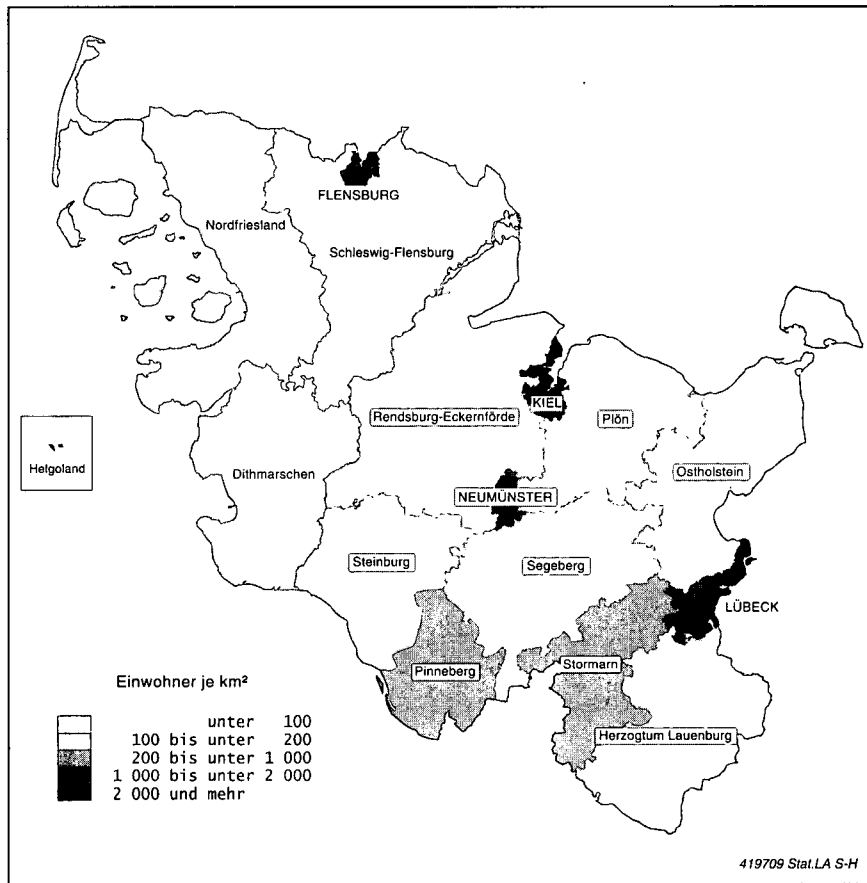 FLENSBURG
Nordfriesland
Schleswig-Flensburg
KIEL
Rendsburg-Eckernförde
Plön
Helgoland
Dithmarschen
Ostholstein
NEUMÜNSTER
Steinburg
Segeberg
LÜBECK
Pinneberg
Stormarn
Herzogtum Lauenburg
Einwohner je km²
unter 100
100 bis unter 200
200 bis unter 1 000
1 000 bis unter 2 000
2 000 und mehr
419709 Stat.LA S-H